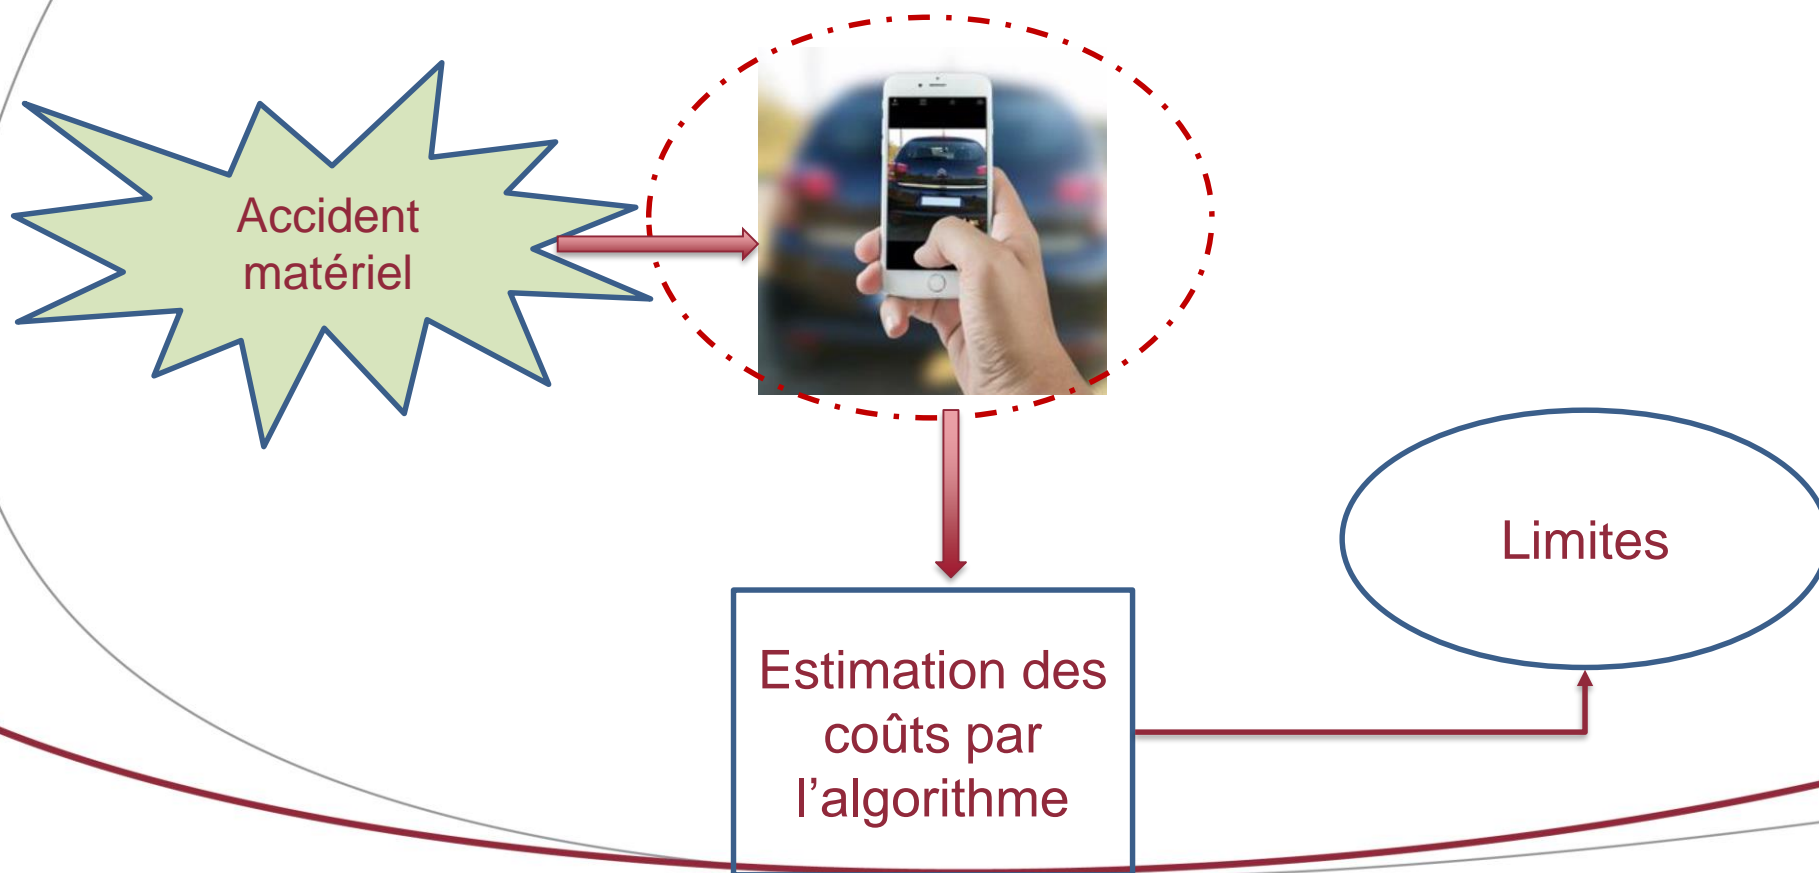 Accident
matériel
Limites
Estimation des
coûts par
l’algorithme